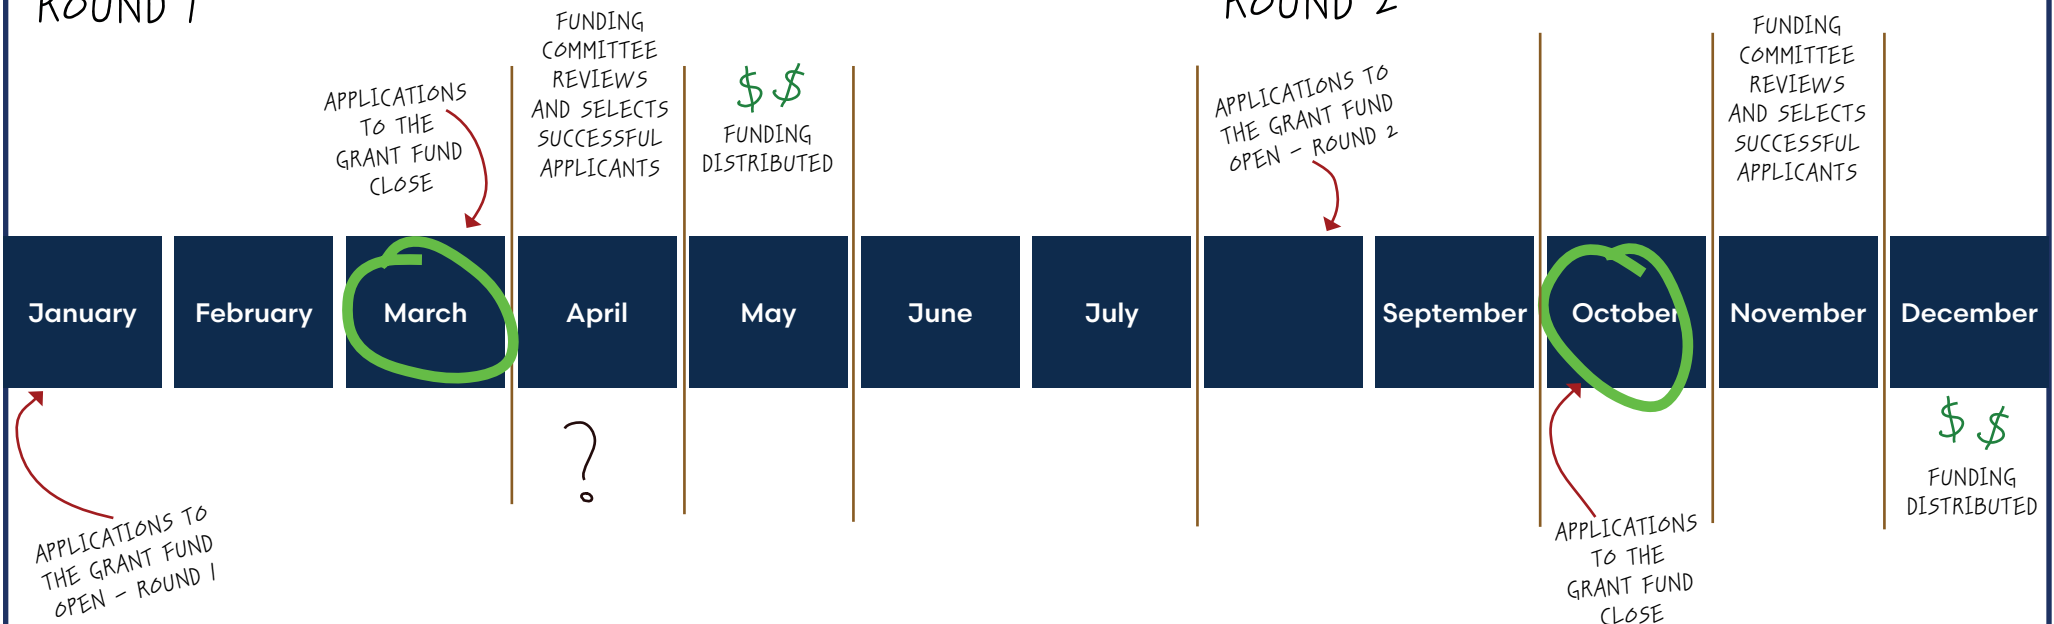 ROUND 1
ROUND 2
APPLICATIONS
TO THE
GRANT FUND
CLOSE
FUNDING
COMMITTEE
REVIEWS
AND SELECTS
SUCCESSFUL
APPLICANTS
$ $
FUNDING
DISTRIBUTED
APPLICATIONS TO
THE GRANT FUND
OPEN – ROUND 2
FUNDING
COMMITTEE
REVIEWS
AND SELECTS
SUCCESSFUL
APPLICANTS
January
February
March
April
May
June
July
September
October
November
December
APPLICATIONS TO
THE GRANT FUND
OPEN – ROUND 1
?
APPLICATIONS
TO THE
GRANT FUND
CLOSE
$ $
FUNDING
DISTRIBUTED